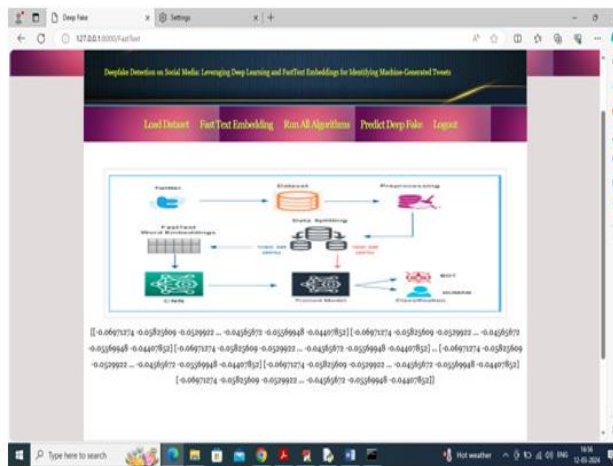 Deep Fake
Settings
127.0.0.1:8000/FastText
Deepfake Detection on Social Media: Leveraging Deep Learning and FastText Embeddings for Identifying Machine-Generated Tweets
Load Dataset Fast Text Embedding Run All Algorithms Predict Deep Fake Logout
Twitter
Dataset
Preprocessing
FastText
Word Embeddings
Data Splitting
BOT
CNN
Trained Model
HUMAN
Classification
[[-0.06971274 -0.05825609 -0.0529922 ... -0.04565672 -0.05569948 -0.04407852] [-0.06971274 -0.05825609 -0.0529922 ... -0.04565672
-0.05569948 -0.04407852] [-0.06971274 -0.05825609 -0.0529922 ... -0.04565672 -0.05569948 -0.04407852] ... [-0.06971274 -0.05825609
-0.0529922 ... -0.04565672 -0.05569948 -0.04407852] [-0.06971274 -0.05825609 -0.0529922 ... -0.04565672 -0.05569948 -0.04407852]
[-0.06971274 -0.05825609 -0.0529922 ... -0.04565672 -0.05569948 -0.04407852]]
Type here to search
Hot weather
ENG
16:56
12-03-2024